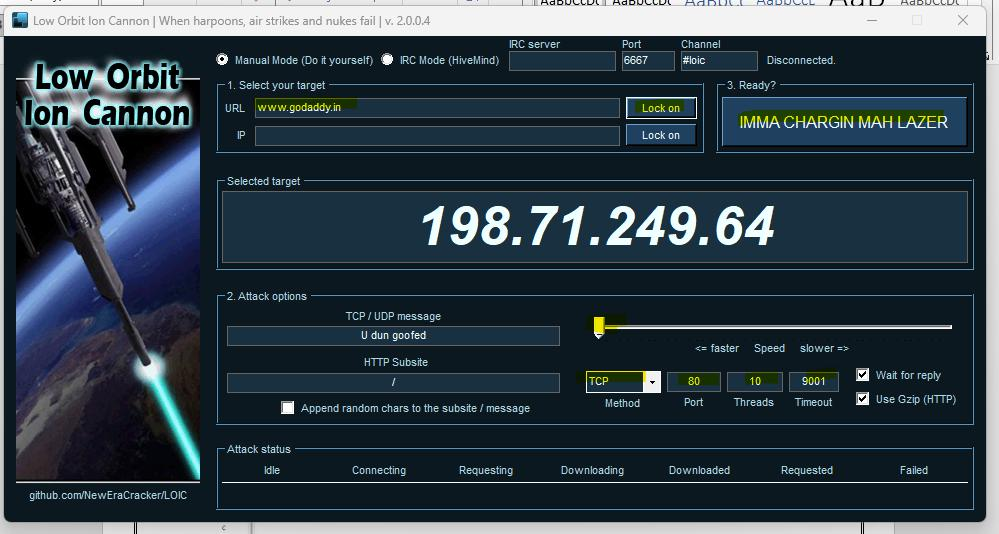 AaBbCcDc
Low Orbit Ion Cannon | When harpoons, air strikes and nukes fail | v. 2.0.0.4
Low Orbit
Ion Cannon
IRC server
Port
Channel
Manual Mode (Do it yourself)
IRC Mode (HiveMind)
6667
#loic
Disconnected.
1. Select your target
URL
www.godaddy.in
Lock on
IP
Lock on
3. Ready?
IMMA CHARGIN MAH LAZER
Selected target
198.71.249.64
2. Attack options
TCP / UDP message
U dun goofed
HTTP Subsite
/
Append random chars to the subsite / message
<= faster Speed slower =>
TCP
80
10
9001
Method
Port
Threads
Timeout
Wait for reply
Use Gzip (HTTP)
Attack status
Idle Connecting Requesting Downloading Downloaded Requested Failed
github.com/NewEraCracker/LOIC